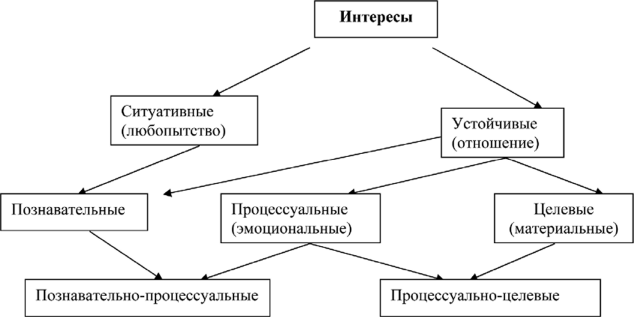 Интересы
Ситуативные
(любопытство)
Устойчивые
(отношение)
Познавательные
Процессуальные
(эмоциональные)
Целевые
(материальные)
Познавательно-процессуальные
Процессуально-целевые